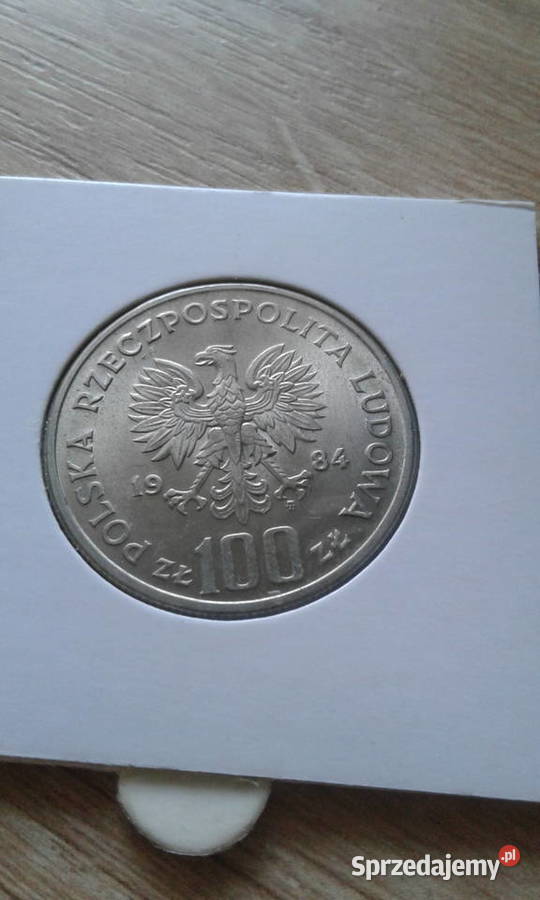 POLSKA RZECZPOSPOLITA LUDOWA
19 84
ZŁ 100 ZŁ
Sprzedajemy.pl